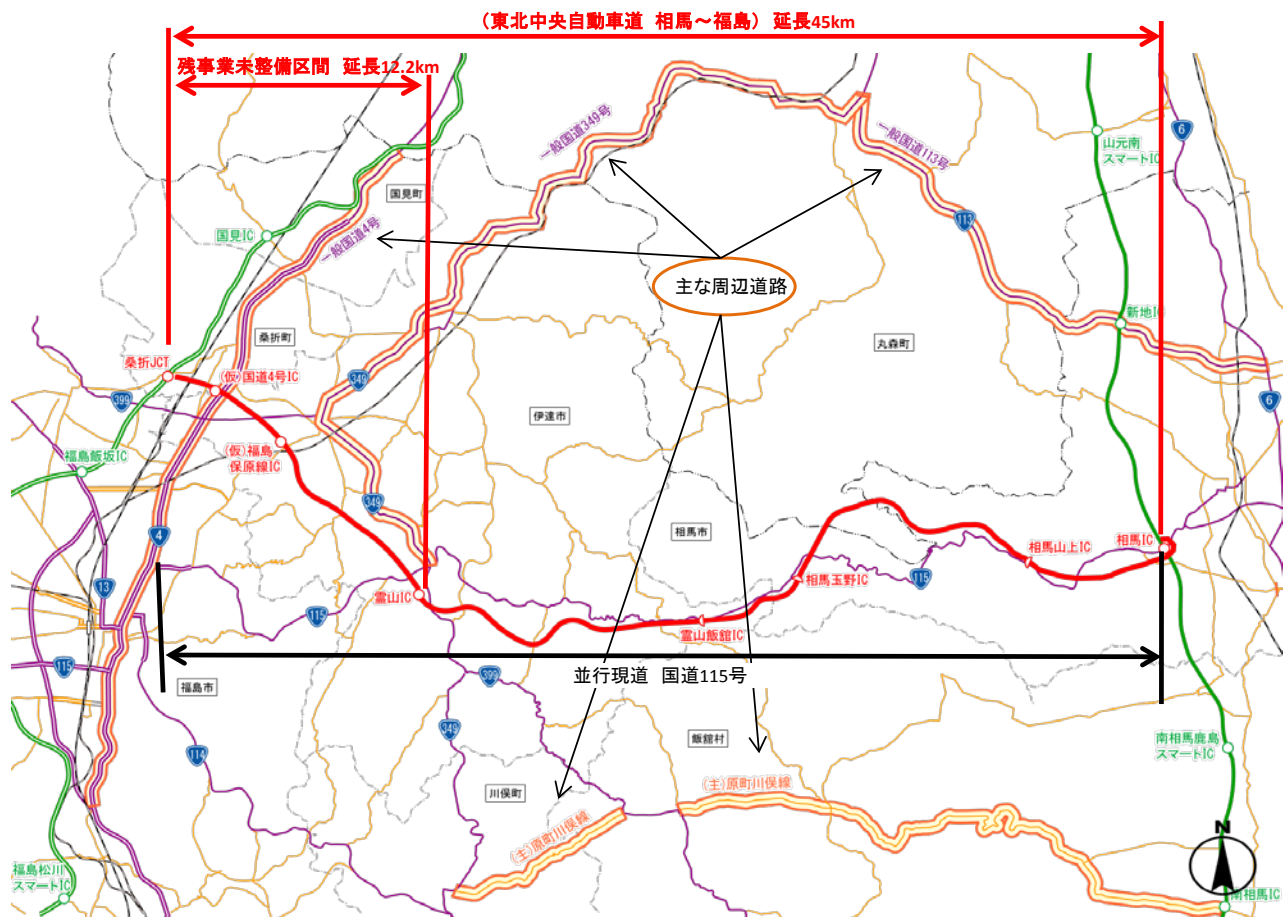 (東北中央自動車道 相馬～福島) 延長45km
残事業未整備区間 延長12.2km
一般国道349号
一般国道113号
6
山元南
スマートIC
国見町
国見IC
一般国道4号
113
主な周辺道路
新地IC
桑折町
丸森町
桑折JCT
(仮)国道4号IC
349
399
6
伊達市
(仮)福島
保原線IC
福島飯坂IC
349
4
相馬市
相馬山上IC
相馬IC
13
相馬玉野IC
115
霊山IC
115
霊山飯舘IC
115
並行現道 国道115号
399
福島市
349
飯舘村
南相馬鹿島
スマートIC
114
川俣町
(主)原町川俣線
(主)原町川俣線
N
福島松川
スマートIC
南相馬IC